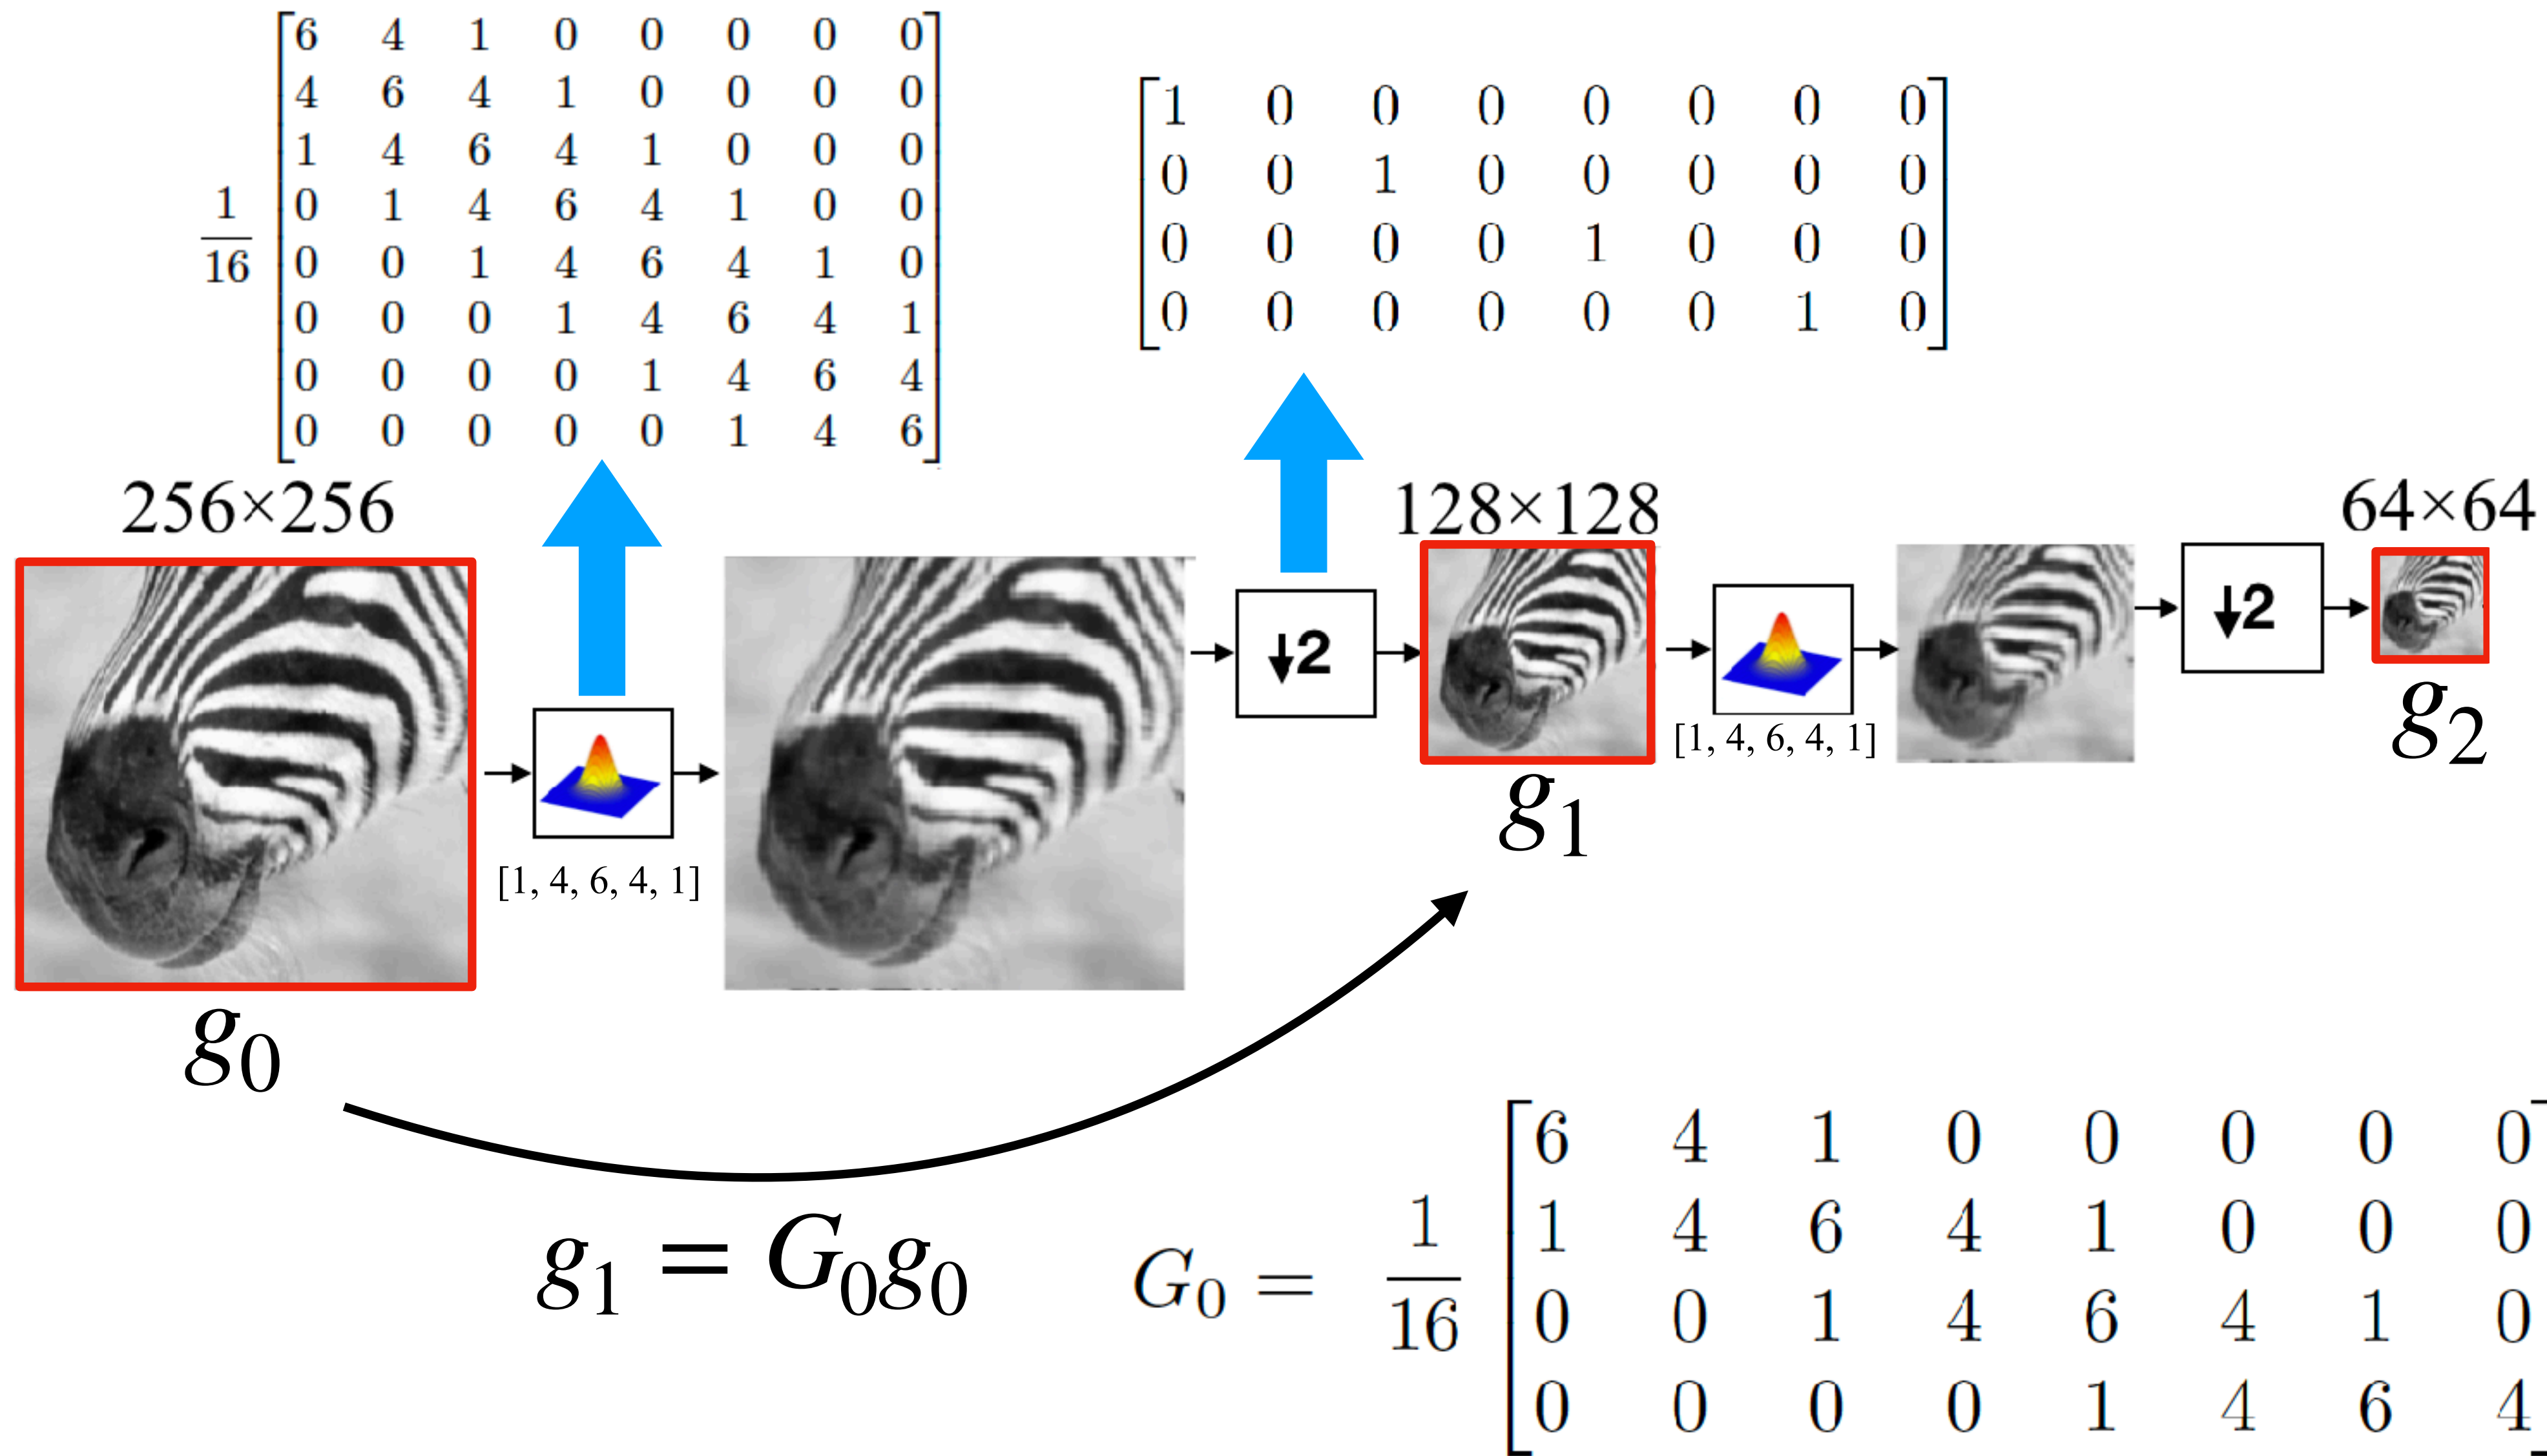 6 4 1 0 0 0 0 0
4 6 4 1 0 0 0 0
1 4 6 4 1 0 0 0
1/16 0 1 4 6 4 1 0 0
0 0 1 4 6 4 1 0
0 0 0 1 4 6 4 1
0 0 0 0 1 4 6 4
0 0 0 0 0 1 4 6
1 0 0 0 0 0 0 0
0 0 1 0 0 0 0 0
0 0 0 0 1 0 0 0
0 0 0 0 0 0 1 0
256×256
128×128
64×64
↓2
↓2
[1, 4, 6, 4, 1]
[1, 4, 6, 4, 1]
g₀
g₁
g₂
g₁ = G₀g₀
G₀ = 1/16
6 4 1 0 0 0 0 0
1 4 6 4 1 0 0 0
0 0 1 4 6 4 1 0
0 0 0 0 1 4 6 4